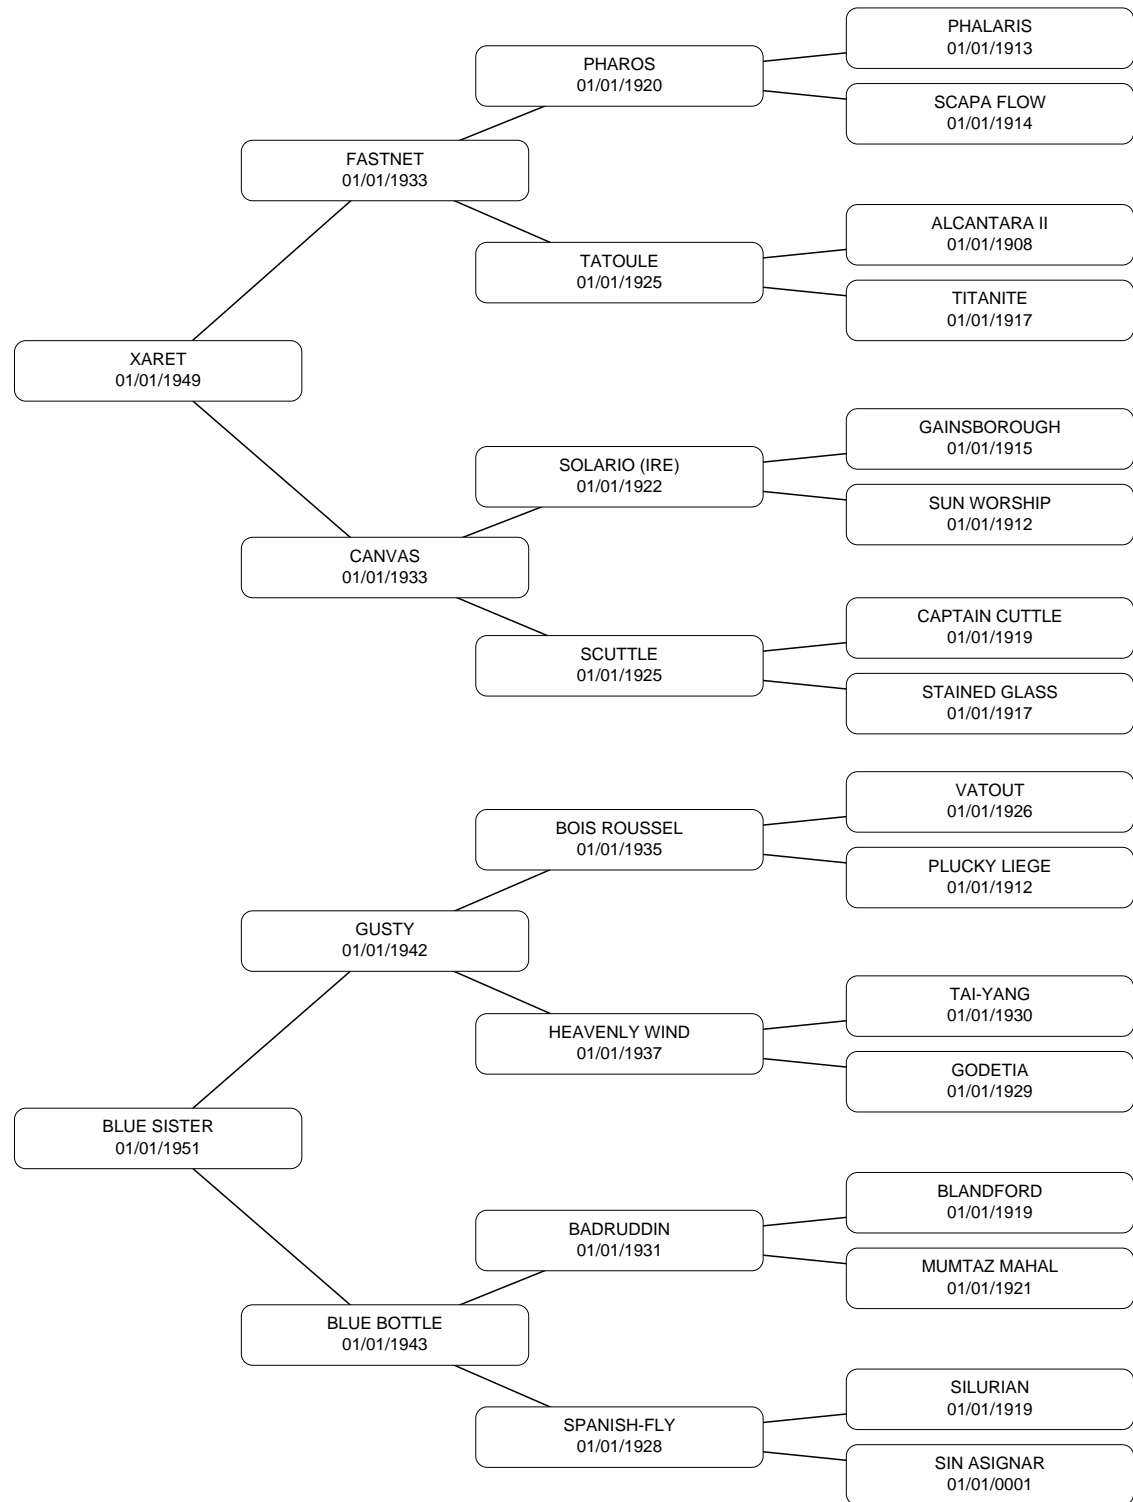 PHALARIS
01/01/1913
PHAROS
01/01/1920
SCAPA FLOW
01/01/1914
FASTNET
01/01/1933
ALCANTARA II
01/01/1908
TATOULE
01/01/1925
TITANITE
01/01/1917
XARET
01/01/1949
GAINSBOROUGH
01/01/1915
SOLARIO (IRE)
01/01/1922
SUN WORSHIP
01/01/1912
CANVAS
01/01/1933
CAPTAIN CUTTLE
01/01/1919
SCUTTLE
01/01/1925
STAINED GLASS
01/01/1917
VATOUT
01/01/1926
BOIS ROUSSEL
01/01/1935
PLUCKY LIEGE
01/01/1912
GUSTY
01/01/1942
TAI-YANG
01/01/1930
HEAVENLY WIND
01/01/1937
GODETIA
01/01/1929
BLUE SISTER
01/01/1951
BLANDFORD
01/01/1919
BADRUDDIN
01/01/1931
MUMTAZ MAHAL
01/01/1921
BLUE BOTTLE
01/01/1943
SILURIAN
01/01/1919
SPANISH-FLY
01/01/1928
SIN ASIGNAR
01/01/0001